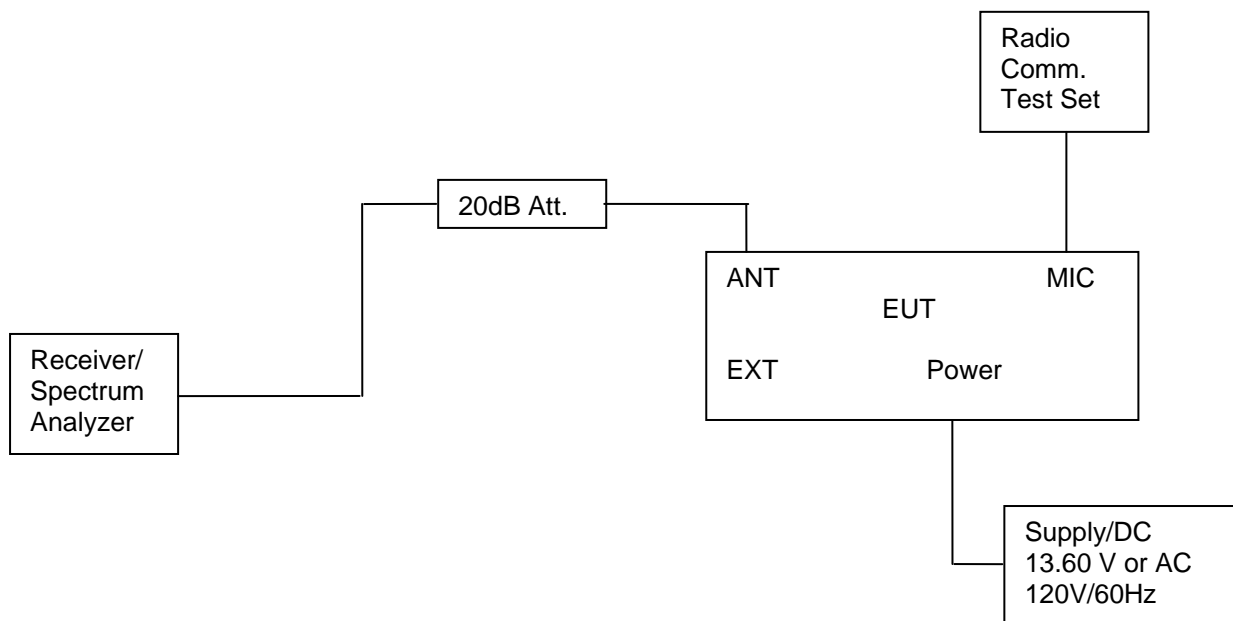 Radio
Comm.
Test Set
20dB Att.
ANT
MIC
EUT
EXT
Power
Receiver/
Spectrum
Analyzer
Supply/DC
13.60 V or AC
120V/60Hz